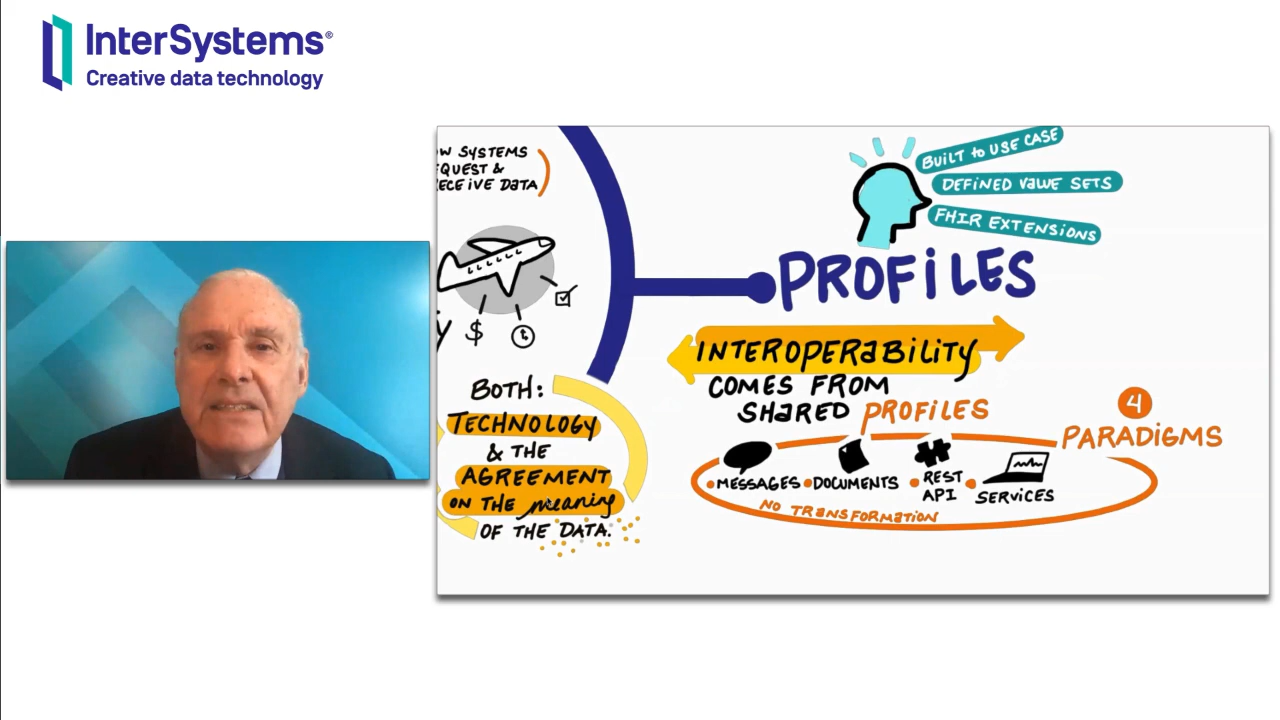 InterSystems®
Creative data technology
W SYSTEMS
QUEST &
ECEIVE DATA
$
BOTH:
TECHNOLOGY
& THE
AGREEMENT
ON THE meaning
OF THE DATA.
BUILT to USE CASE
DEFINED VALUE SETS
FHIR EXTENSIONS
PROFILES
INTEROPERABILITY
COMES FROM
SHARED PROFILES
4
PARADIGMS
• MESSAGES • DOCUMENTS • REST API • SERVICES
NO TRANSFORMATION